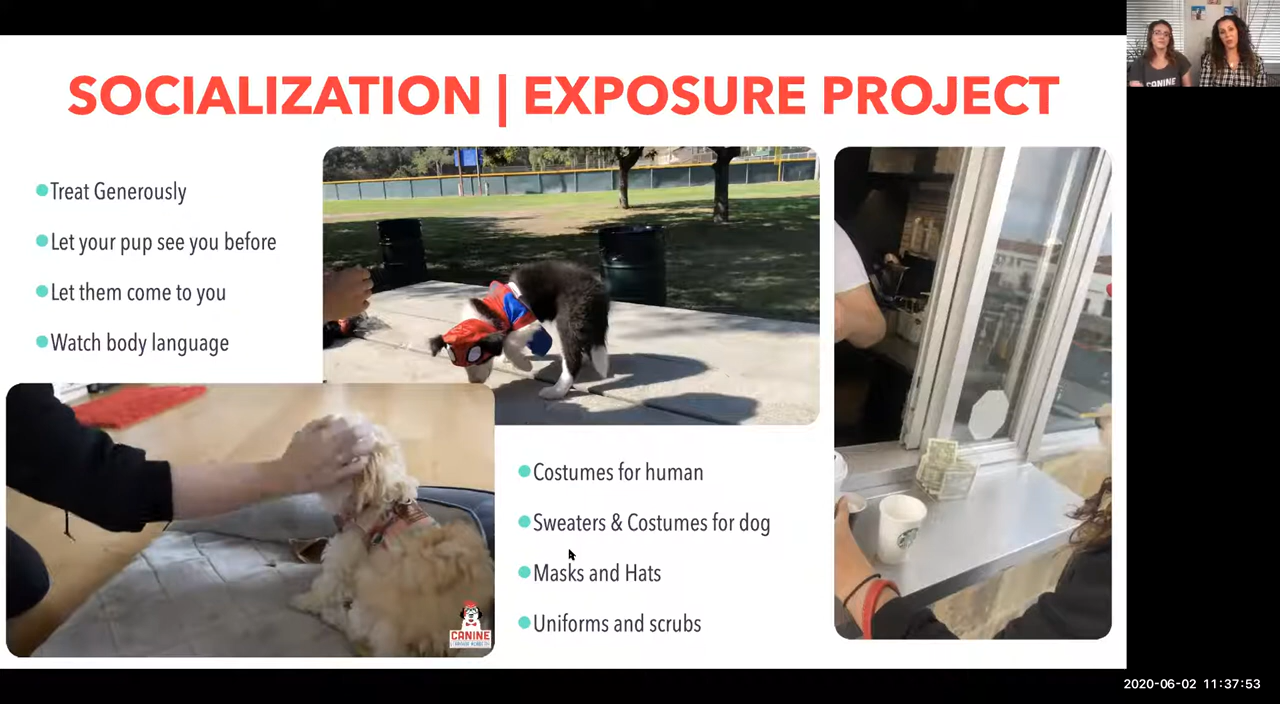 SOCIALIZATION | EXPOSURE PROJECT
Treat Generously
Let your pup see you before
Let them come to you
Watch body language
Costumes for human
Sweaters & Costumes for dog
Masks and Hats
Uniforms and scrubs
CANINE
CANINE
2020-06-02 11:37:53